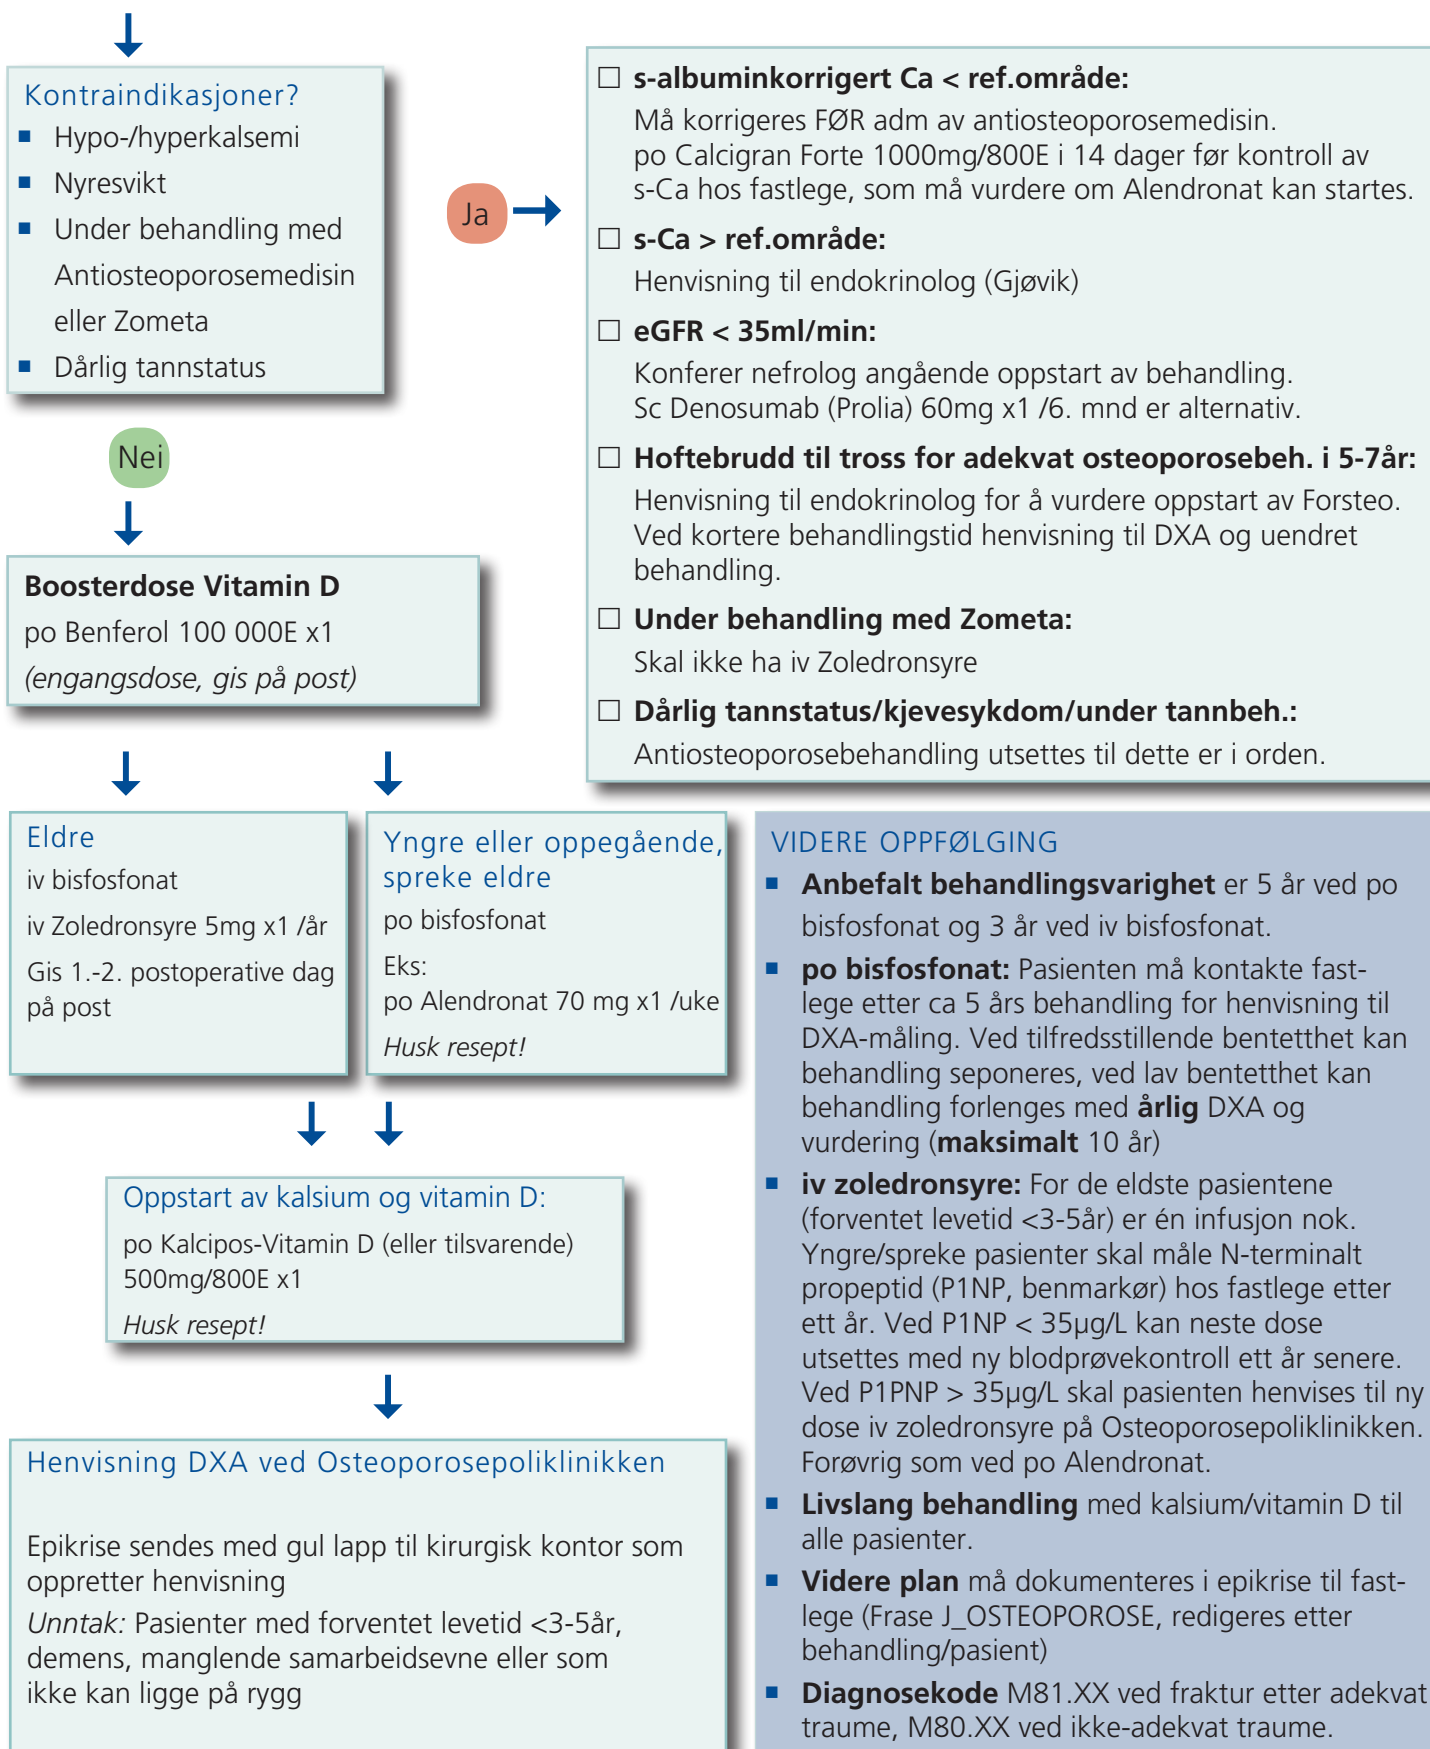 Kontraindikasjoner?
Hypo-/hyperkalsemi
Nyresvikt
Under behandling med
Antiosteoporosemedisin
eller Zometa
Dårlig tannstatus
Ja
s-albuminkorrigert Ca < ref.område:
Må korrigeres FØR adm av antiosteoporosemedisin.
po Calcigran Forte 1000mg/800E i 14 dager før kontroll av
s-Ca hos fastlege, som må vurdere om Alendronat kan startes.
s-Ca > ref.område:
Henvisning til endokrinolog (Gjøvik)
eGFR < 35ml/min:
Konferer nefrolog angående oppstart av behandling.
Sc Denosumab (Prolia) 60mg x1 /6. mnd er alternativ.
Hoftebrudd til tross for adekvat osteoporosebeh. i 5-7år:
Henvisning til endokrinolog for å vurdere oppstart av Forsteo.
Ved kortere behandlingstid henvisning til DXA og uendret
behandling.
Under behandling med Zometa:
Skal ikke ha iv Zoledronsyre
Dårlig tannstatus/kjevesykdom/under tannbeh.:
Antiosteoporosebehandling utsettes til dette er i orden.
Nei
Boosterdose Vitamin D
po Benferol 100 000E x1
(engangsdose, gis på post)
Eldre
iv bisfosfonat
iv Zoledronsyre 5mg x1 /år
Gis 1.-2. postoperative dag
på post
Yngre eller oppegående,
spreke eldre
po bisfosfonat
Eks:
po Alendronat 70 mg x1 /uke
Husk resept!
Oppstart av kalsium og vitamin D:
po Kalcipos-Vitamin D (eller tilsvarende)
500mg/800E x1
Husk resept!
Henvisning DXA ved Osteoporosepoliklinikken
Epikrise sendes med gul lapp til kirurgisk kontor som
oppretter henvisning
Unntak: Pasienter med forventet levetid <3-5år,
demens, manglende samarbeidsevne eller som
ikke kan ligge på rygg
VIDERE OPPFØLGING
Anbefalt behandlingsvarighet er 5 år ved po
bisfosfonat og 3 år ved iv bisfosfonat.
po bisfosfonat: Pasienten må kontakte fast-
lege etter ca 5 års behandling for henvisning til
DXA-måling. Ved tilfredsstillende bentetthet kan
behandling seponeres, ved lav bentetthet kan
behandling forlenges med årlig DXA og
vurdering (maksimalt 10 år)
iv zoledronsyre: For de eldste pasientene
(forventet levetid <3-5år) er én infusjon nok.
Yngre/spreke pasienter skal måle N-terminalt
propeptid (P1NP, benmarkør) hos fastlege etter
ett år. Ved P1NP < 35µg/L kan neste dose
utsettes med ny blodprøvekontroll ett år senere.
Ved P1PNP > 35µg/L skal pasienten henvises til ny
dose iv zoledronsyre på Osteoporosepoliklinikken.
Forøvrig som ved po Alendronat.
Livslang behandling med kalsium/vitamin D til
alle pasienter.
Videre plan må dokumenteres i epikrise til fast-
lege (Frase J_OSTEOPOROSE, redigeres etter
behandling/pasient)
Diagnosekode M81.XX ved fraktur etter adekvat
traume, M80.XX ved ikke-adekvat traume.